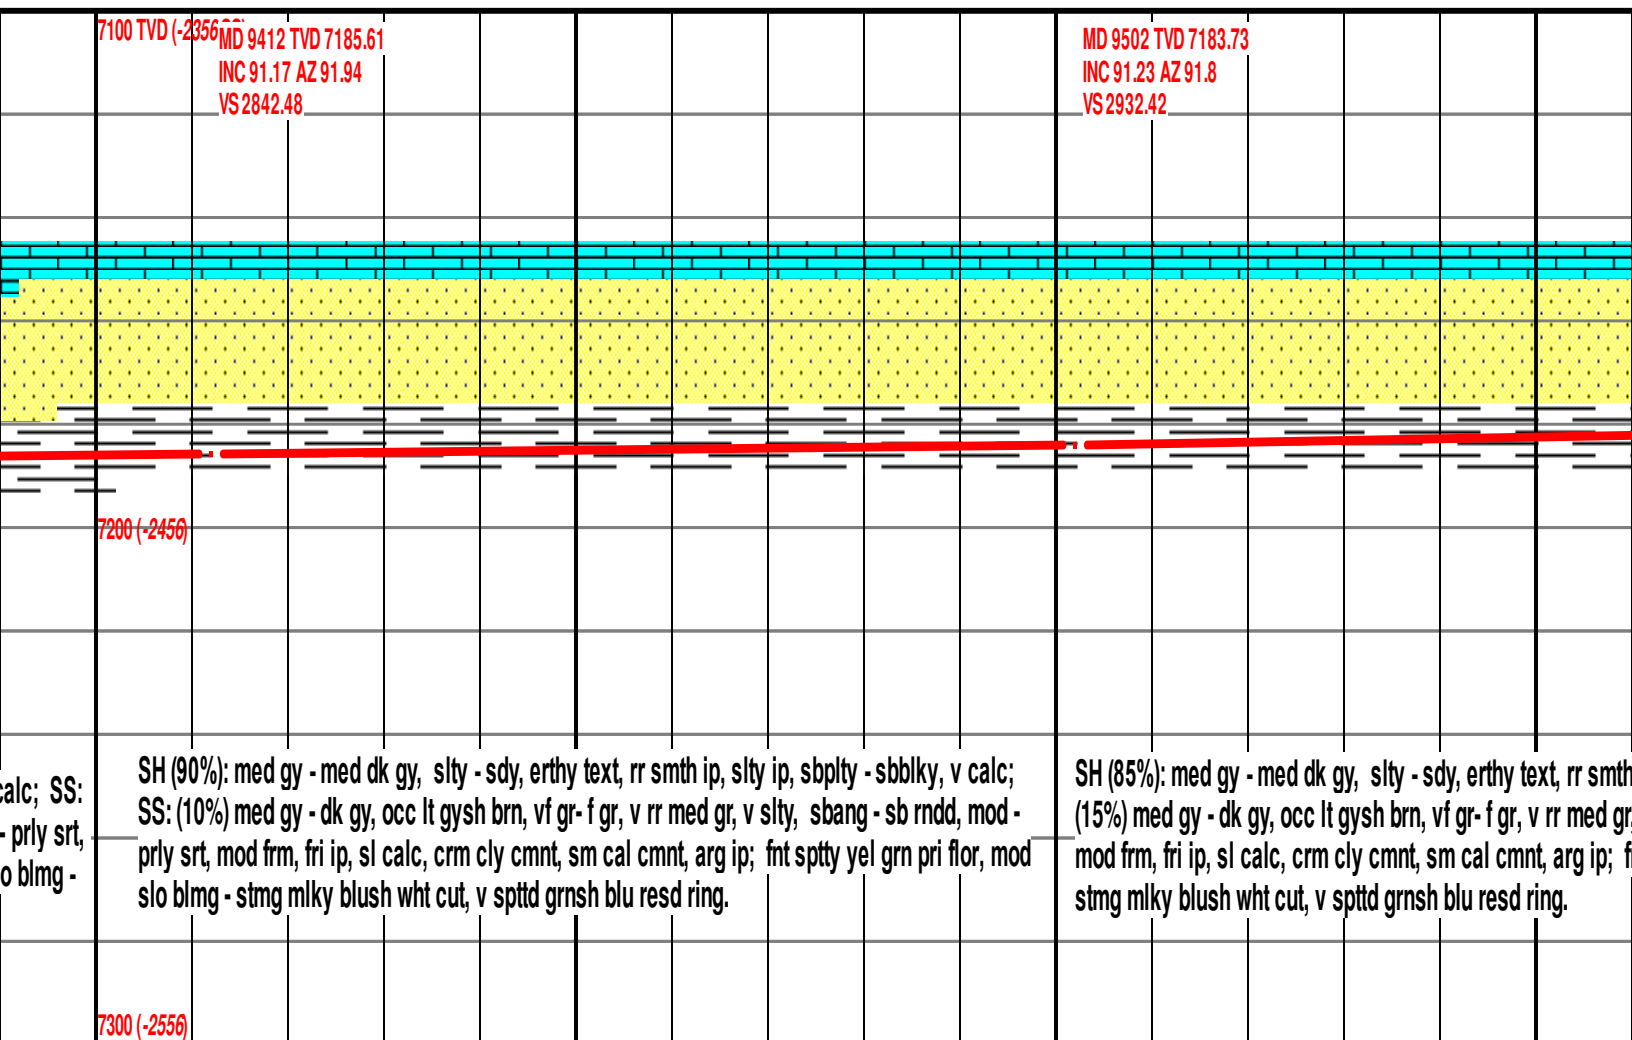 7100 TVD (-2356 SS)
MD 9412 TVD 7185.61
INC 91.17 AZ 91.94
VS 2842.48
MD 9502 TVD 7183.73
INC 91.23 AZ 91.8
VS 2932.42
7200 (-2456)
calc; SS:
- prly srt,
o blmg -
SH (90%): med gy - med dk gy, slty - sdy, erthy text, rr smth ip, slty ip, sbplty - sbblky, v calc;
SS: (10%) med gy - dk gy, occ lt gysh brn, vf gr- f gr, v rr med gr, v slty, sbang - sb rndd, mod -
prly srt, mod frm, fri ip, sl calc, crm cly cmnt, sm cal cmnt, arg ip; fnt sptty yel grn pri flor, mod
slo blmg - stmg mlky blush wht cut, v spttd grnsh blu resd ring.
SH (85%): med gy - med dk gy, slty - sdy, erthy text, rr smth
(15%) med gy - dk gy, occ lt gysh brn, vf gr- f gr, v rr med gr,
mod frm, fri ip, sl calc, crm cly cmnt, sm cal cmnt, arg ip; f
stmg mlky blush wht cut, v spttd grnsh blu resd ring.
7300 (-2556)